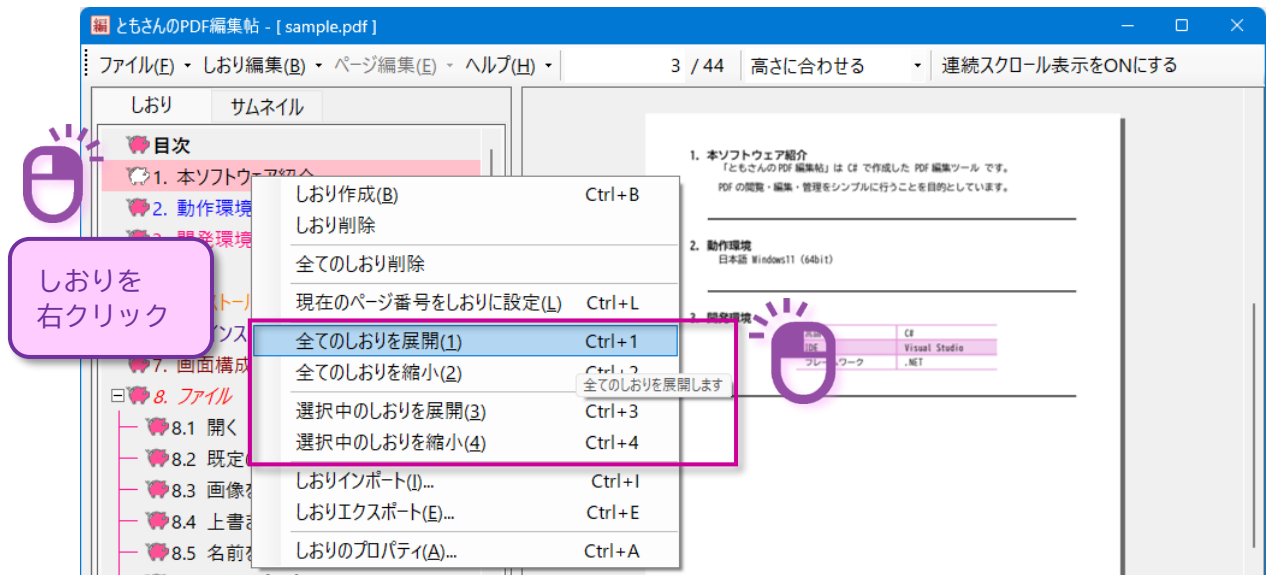 編 ともさんのPDF編集帖 - [ sample.pdf ]
ファイル(F) しおり編集(B) ページ編集(E) ヘルプ(H) 3 / 44 高さに合わせる 連続スクロール表示をONにする
しおり サムネイル
目次
1. 本ソフトウェア紹介
2. 動作環境
3. 開発環境
7. 画面構成
8. ファイル
8.1 開く
8.2 既定
8.3 画像を
8.4 上書き
8.5 名前を
しおりを
右クリック
しおり作成(B) Ctrl+B
しおり削除
全てのしおり削除
現在のページ番号をしおりに設定(L) Ctrl+L
全てのしおりを展開(1) Ctrl+1
全てのしおりを縮小(2) Ctrl+2
全てのしおりを展開します
選択中のしおりを展開(3) Ctrl+3
選択中のしおりを縮小(4) Ctrl+4
しおりインポート(I)... Ctrl+I
しおりエクスポート(E)... Ctrl+E
しおりのプロパティ(A)... Ctrl+A
1. 本ソフトウェア紹介
「ともさんの PDF 編集帖」は C# で作成した PDF 編集ツール です。
PDF の閲覧・編集・管理をシンプルに行うことを目的としています。
2. 動作環境
日本語 Windows11 (64bit)
3. 開発環境
C#
IDE Visual Studio
フレームワーク .NET